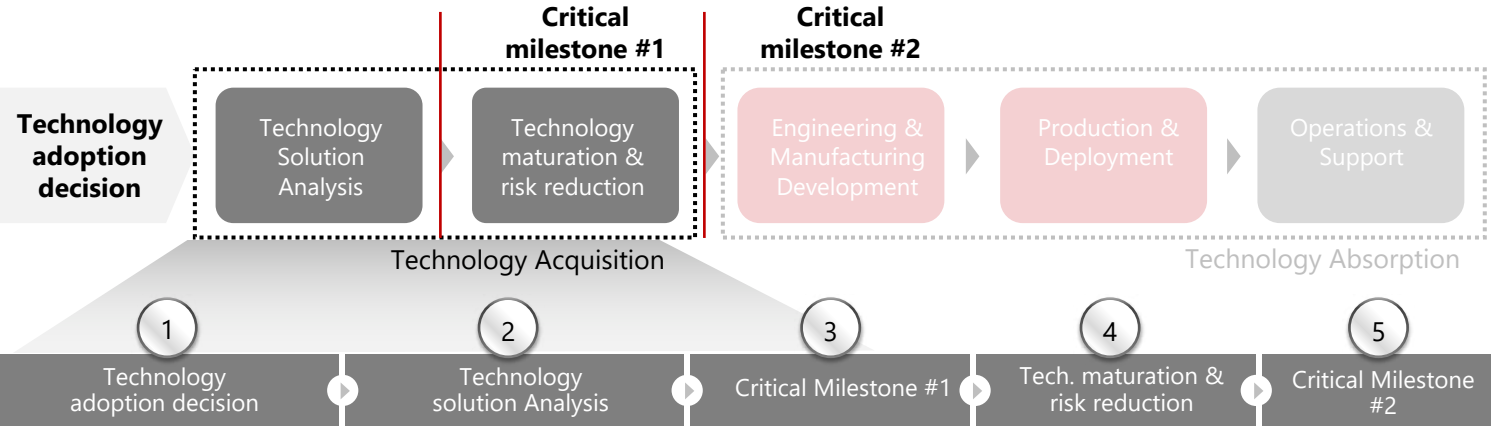 Critical
milestone #1
Critical
milestone #2
Technology
adoption
decision
Technology
Solution
Analysis
Technology
maturation &
risk reduction
Engineering &
Manufacturing
Development
Production &
Deployment
Operations &
Support
Technology Acquisition
Technology Absorption
1
2
3
4
5
Technology
adoption decision
Technology
solution Analysis
Critical Milestone #1
Tech. maturation &
risk reduction
Critical Milestone
#2